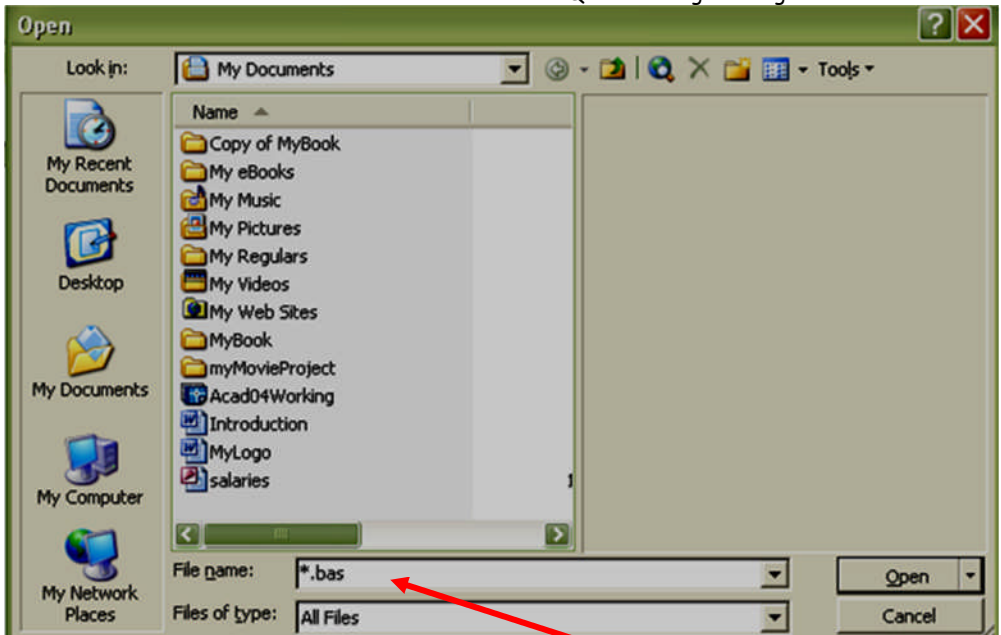 Open
Look in:
My Documents
Tools
Name
My Recent
Documents
Desktop
My Documents
My Computer
My Network
Places
Copy of MyBook
My eBooks
My Music
My Pictures
My Regulars
My Videos
My Web Sites
MyBook
myMovieProject
Acad04Working
Introduction
MyLogo
salaries
File name:
*.bas
Open
Files of type:
All Files
Cancel